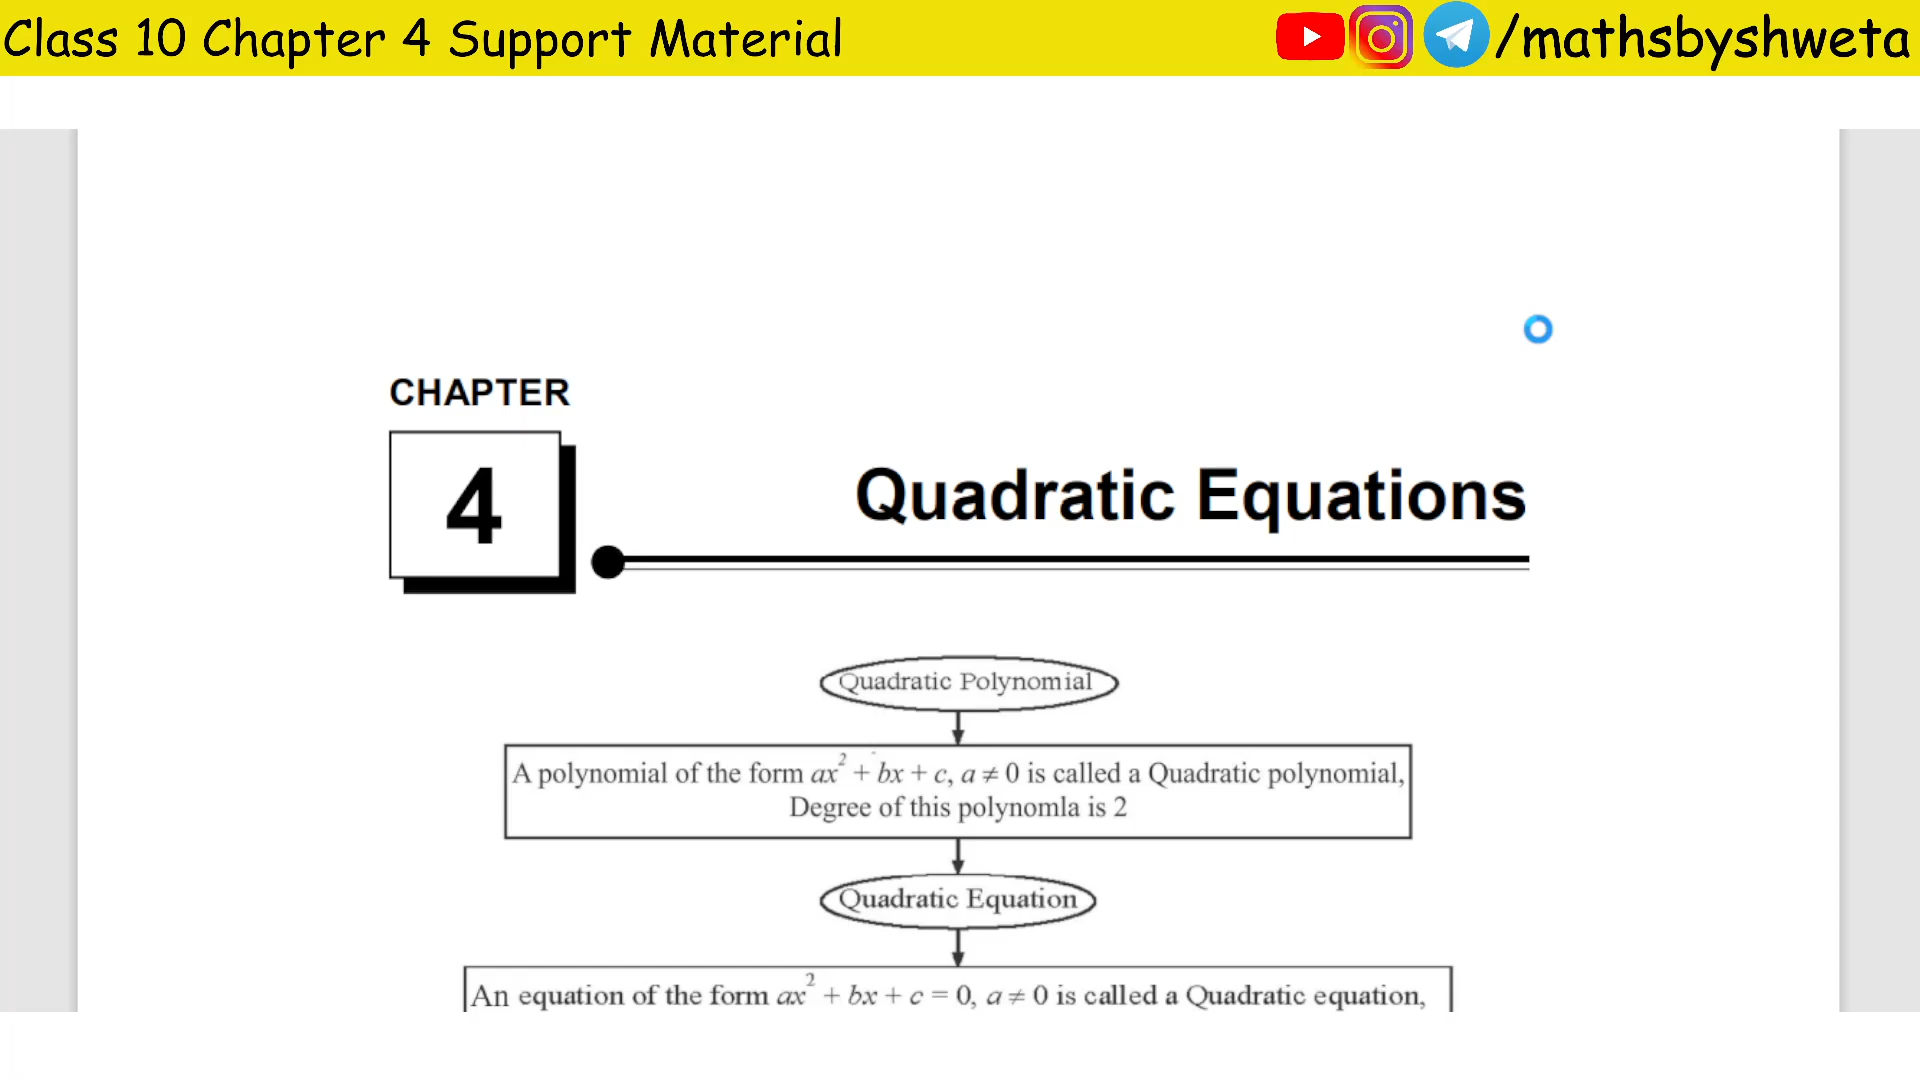 Class 10 Chapter 4 Support Material
/mathsbyshweta
CHAPTER
4
Quadratic Equations
Quadratic Polynomial
A polynomial of the form ax² + bx + c, a ≠ 0 is called a Quadratic polynomial,
Degree of this polynomla is 2
Quadratic Equation
An equation of the form ax² + bx + c = 0, a ≠ 0 is called a Quadratic equation,